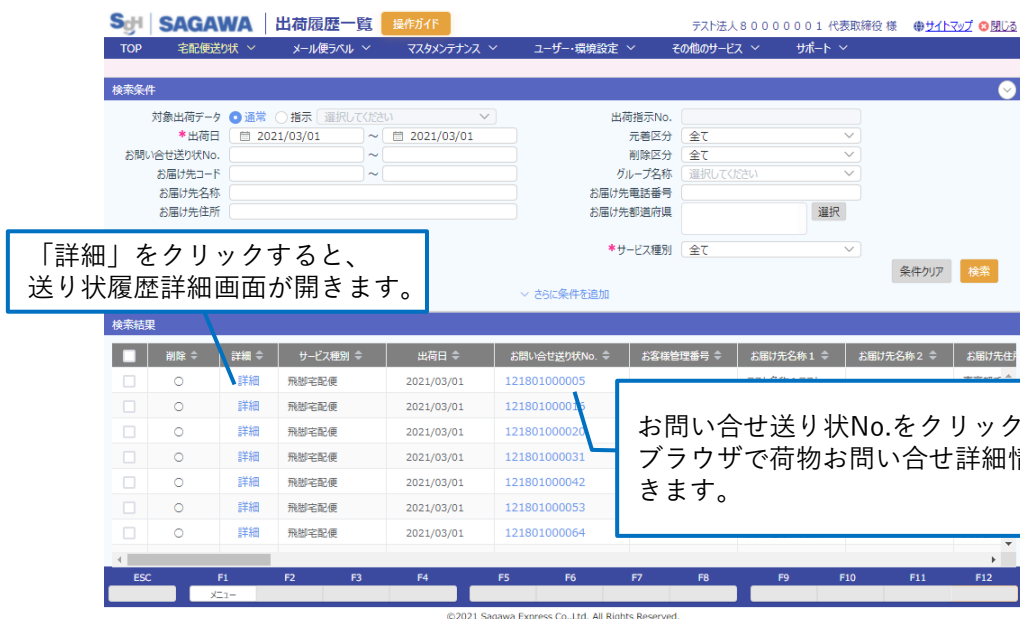 SGH SAGAWA 出荷履歴一覧 操作ガイド テスト法人８０００００００１ 代表取締役 様 サイトマップ 閉じる
TOP 宅配便送り状 メール便ラベル マスタメンテナンス ユーザー・環境設定 その他のサービス サポート
検索条件
対象出荷データ 通常 指示 選択してください 出荷指示No.
*出荷日 2021/03/01 ～ 2021/03/01 元着区分 全て
お問い合せ送り状No. ～ 削除区分 全て
お届け先コード ～ グループ名称 選択してください
お届け先名称 お届け先電話番号
お届け先住所 お届け先都道府県 選択
*サービス種別 全て
「詳細」をクリックすると、
送り状履歴詳細画面が開きます。
条件クリア 検索
さらに条件を追加
検索結果
削除 詳細 サービス種別 出荷日 お問い合せ送り状No. お客様管理番号 お届け先名称１ お届け先名称２ お届け先住所
○ 詳細 飛脚宅配便 2021/03/01 121801000005
○ 詳細 飛脚宅配便 2021/03/01 121801000016
○ 詳細 飛脚宅配便 2021/03/01 121801000020
○ 詳細 飛脚宅配便 2021/03/01 121801000031
○ 詳細 飛脚宅配便 2021/03/01 121801000042
○ 詳細 飛脚宅配便 2021/03/01 121801000053
○ 詳細 飛脚宅配便 2021/03/01 121801000064
お問い合せ送り状No.をクリック
ブラウザで荷物お問い合せ詳細情
きます。
ESC F1 F2 F3 F4 F5 F6 F7 F8 F9 F10 F11 F12
メニュー
©2021 Sagawa Express Co.,Ltd. All Rights Reserved.